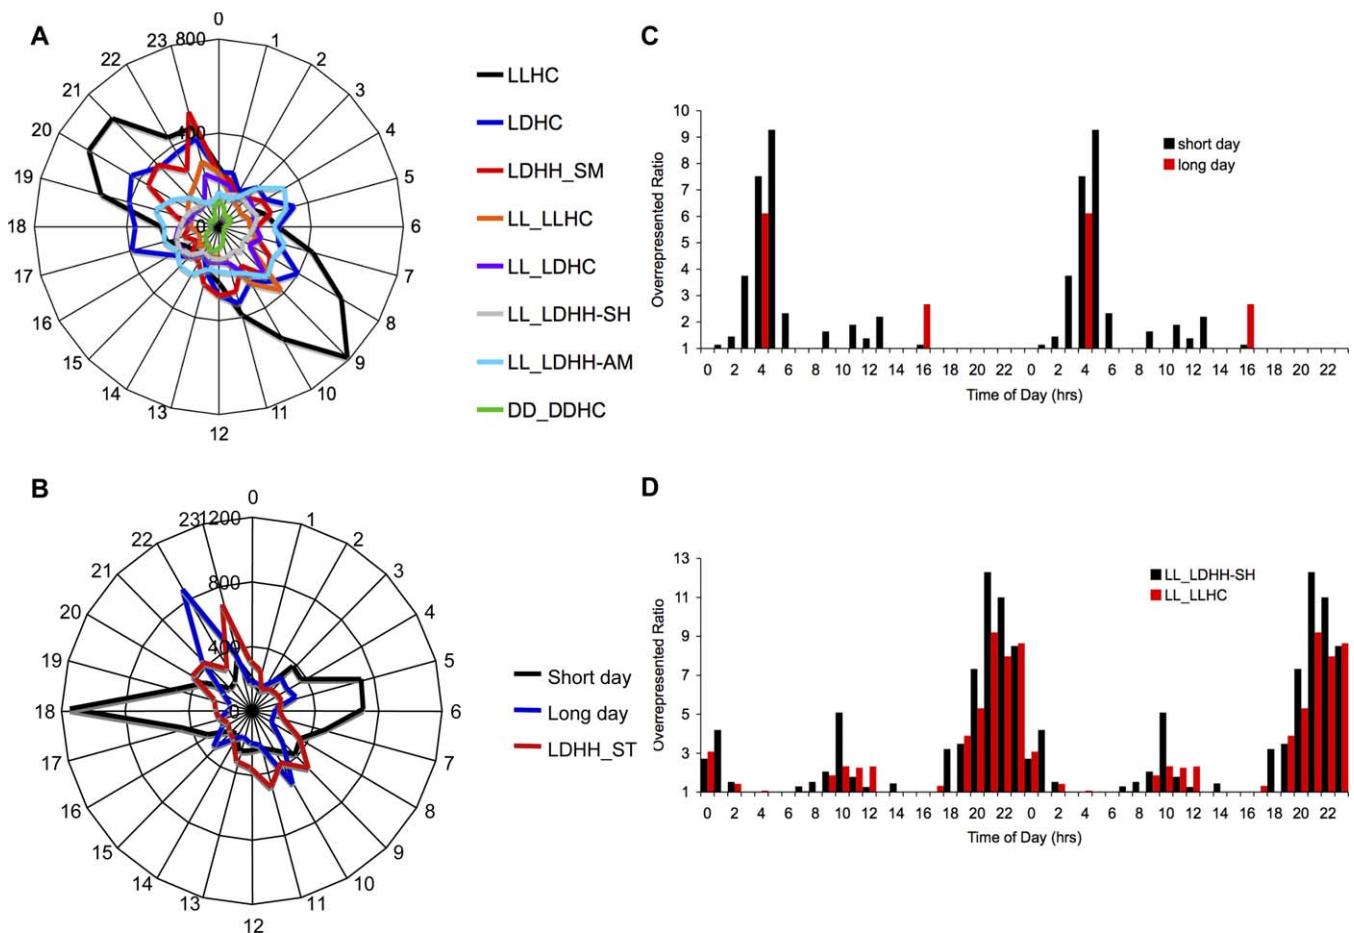 A
0
1
2
3
4
5
6
7
8
9
10
11
12
13
14
15
16
17
18
19
20
21
22
23
800
400
0
LLHC
LDHC
LDHH_SM
LL_LLHC
LL_LDHC
LL_LDHH-SH
LL_LDHH-AM
DD_DDHC
C
Overrepresented Ratio
10
9
8
7
6
5
4
3
2
1
short day
long day
0 2 4 6 8 10 12 14 16 18 20 22 0 2 4 6 8 10 12 14 16 18 20 22
Time of Day (hrs)
B
0
1
2
3
4
5
6
7
8
9
10
11
12
13
14
15
16
17
18
19
20
21
22
23
1200
800
400
0
Short day
Long day
LDHH_ST
D
Overrepresented Ratio
13
11
9
7
5
3
1
LL_LDHH-SH
LL_LLHC
0 2 4 6 8 10 12 14 16 18 20 22 0 2 4 6 8 10 12 14 16 18 20 22
Time of Day (hrs)